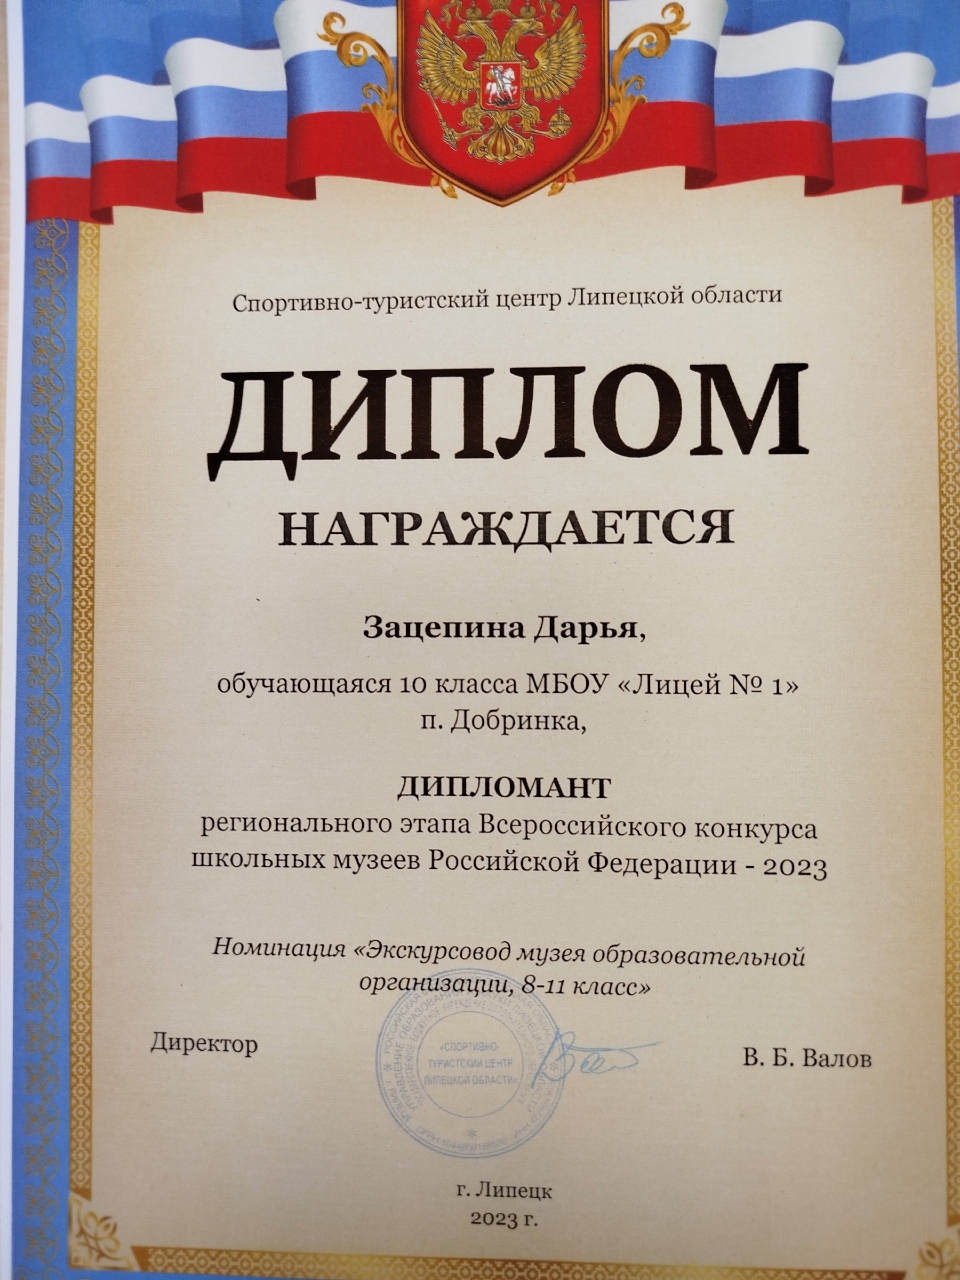 Спортивно-туристский центр Липецкой области
ДИПЛОМ
НАГРАЖДАЕТСЯ
Зацепина Дарья,
обучающаяся 10 класса МБОУ «Лицей № 1»
п. Добринка,
ДИПЛОМАНТ
регионального этапа Всероссийского конкурса
школьных музеев Российской Федерации - 2023
Номинация «Экскурсовод музея образовательной
организации, 8-11 класс»
Директор
«СПОРТИВНО-
ТУРИСТСКИЙ ЦЕНТР
ЛИПЕЦКОЙ ОБЛАСТИ»
В. Б. Валов
г. Липецк
2023 г.